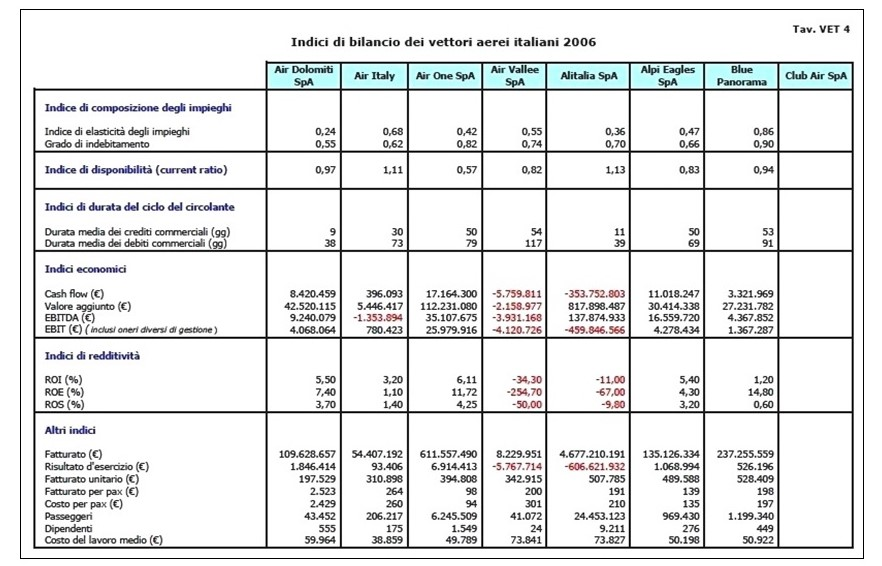 Tav. VET 4
Indici di bilancio dei vettori aerei italiani 2006
Air Dolomiti SpA Air Italy Air One SpA Air Vallee SpA Alitalia SpA Alpi Eagles SpA Blue Panorama Club Air SpA
Indice di composizione degli impieghi
Indice di elasticità degli impieghi 0,24 0,68 0,42 0,55 0,36 0,47 0,86
Grado di indebitamento 0,55 0,62 0,82 0,74 0,70 0,66 0,90
Indice di disponibilità (current ratio) 0,97 1,11 0,57 0,82 1,13 0,83 0,94
Indici di durata del ciclo del circolante
Durata media dei crediti commerciali (gg) 9 30 50 54 11 50 53
Durata media dei debiti commerciali (gg) 38 73 79 117 39 69 91
Indici economici
Cash flow (€) 8.420.459 396.093 17.164.300 -5.759.811 -353.752.803 11.018.247 3.321.969
Valore aggiunto (€) 42.520.115 5.446.417 112.231.080 -2.158.977 817.898.487 30.414.338 27.231.782
EBITDA (€) 9.240.079 -1.353.894 35.107.675 -3.931.168 137.874.933 16.559.720 4.367.852
EBIT (€) ( inclusi oneri diversi di gestione ) 4.068.064 780.423 25.979.916 -4.120.726 -459.846.566 4.278.434 1.367.287
Indici di redditività
ROI (%) 5,50 3,20 6,11 -34,30 -11,00 5,40 1,20
ROE (%) 7,40 1,10 11,72 -254,70 -67,00 4,30 14,80
ROS (%) 3,70 1,40 4,25 -50,00 -9,80 3,20 0,60
Altri indici
Fatturato (€) 109.628.657 54.407.192 611.557.490 8.229.951 4.677.210.191 135.126.334 237.255.559
Risultato d'esercizio (€) 1.846.414 93.406 6.914.413 -5.767.714 -606.621.932 1.068.994 526.196
Fatturato unitario (€) 197.529 310.898 394.808 342.915 507.785 489.588 528.409
Fatturato per pax (€) 2.523 264 98 200 191 139 198
Costo per pax (€) 2.429 260 94 301 210 135 197
Passeggeri 43.452 206.217 6.245.509 41.072 24.453.123 969.430 1.199.340
Dipendenti 555 175 1.549 24 9.211 276 449
Costo del lavoro medio (€) 59.964 38.859 49.789 73.841 73.827 50.198 50.922